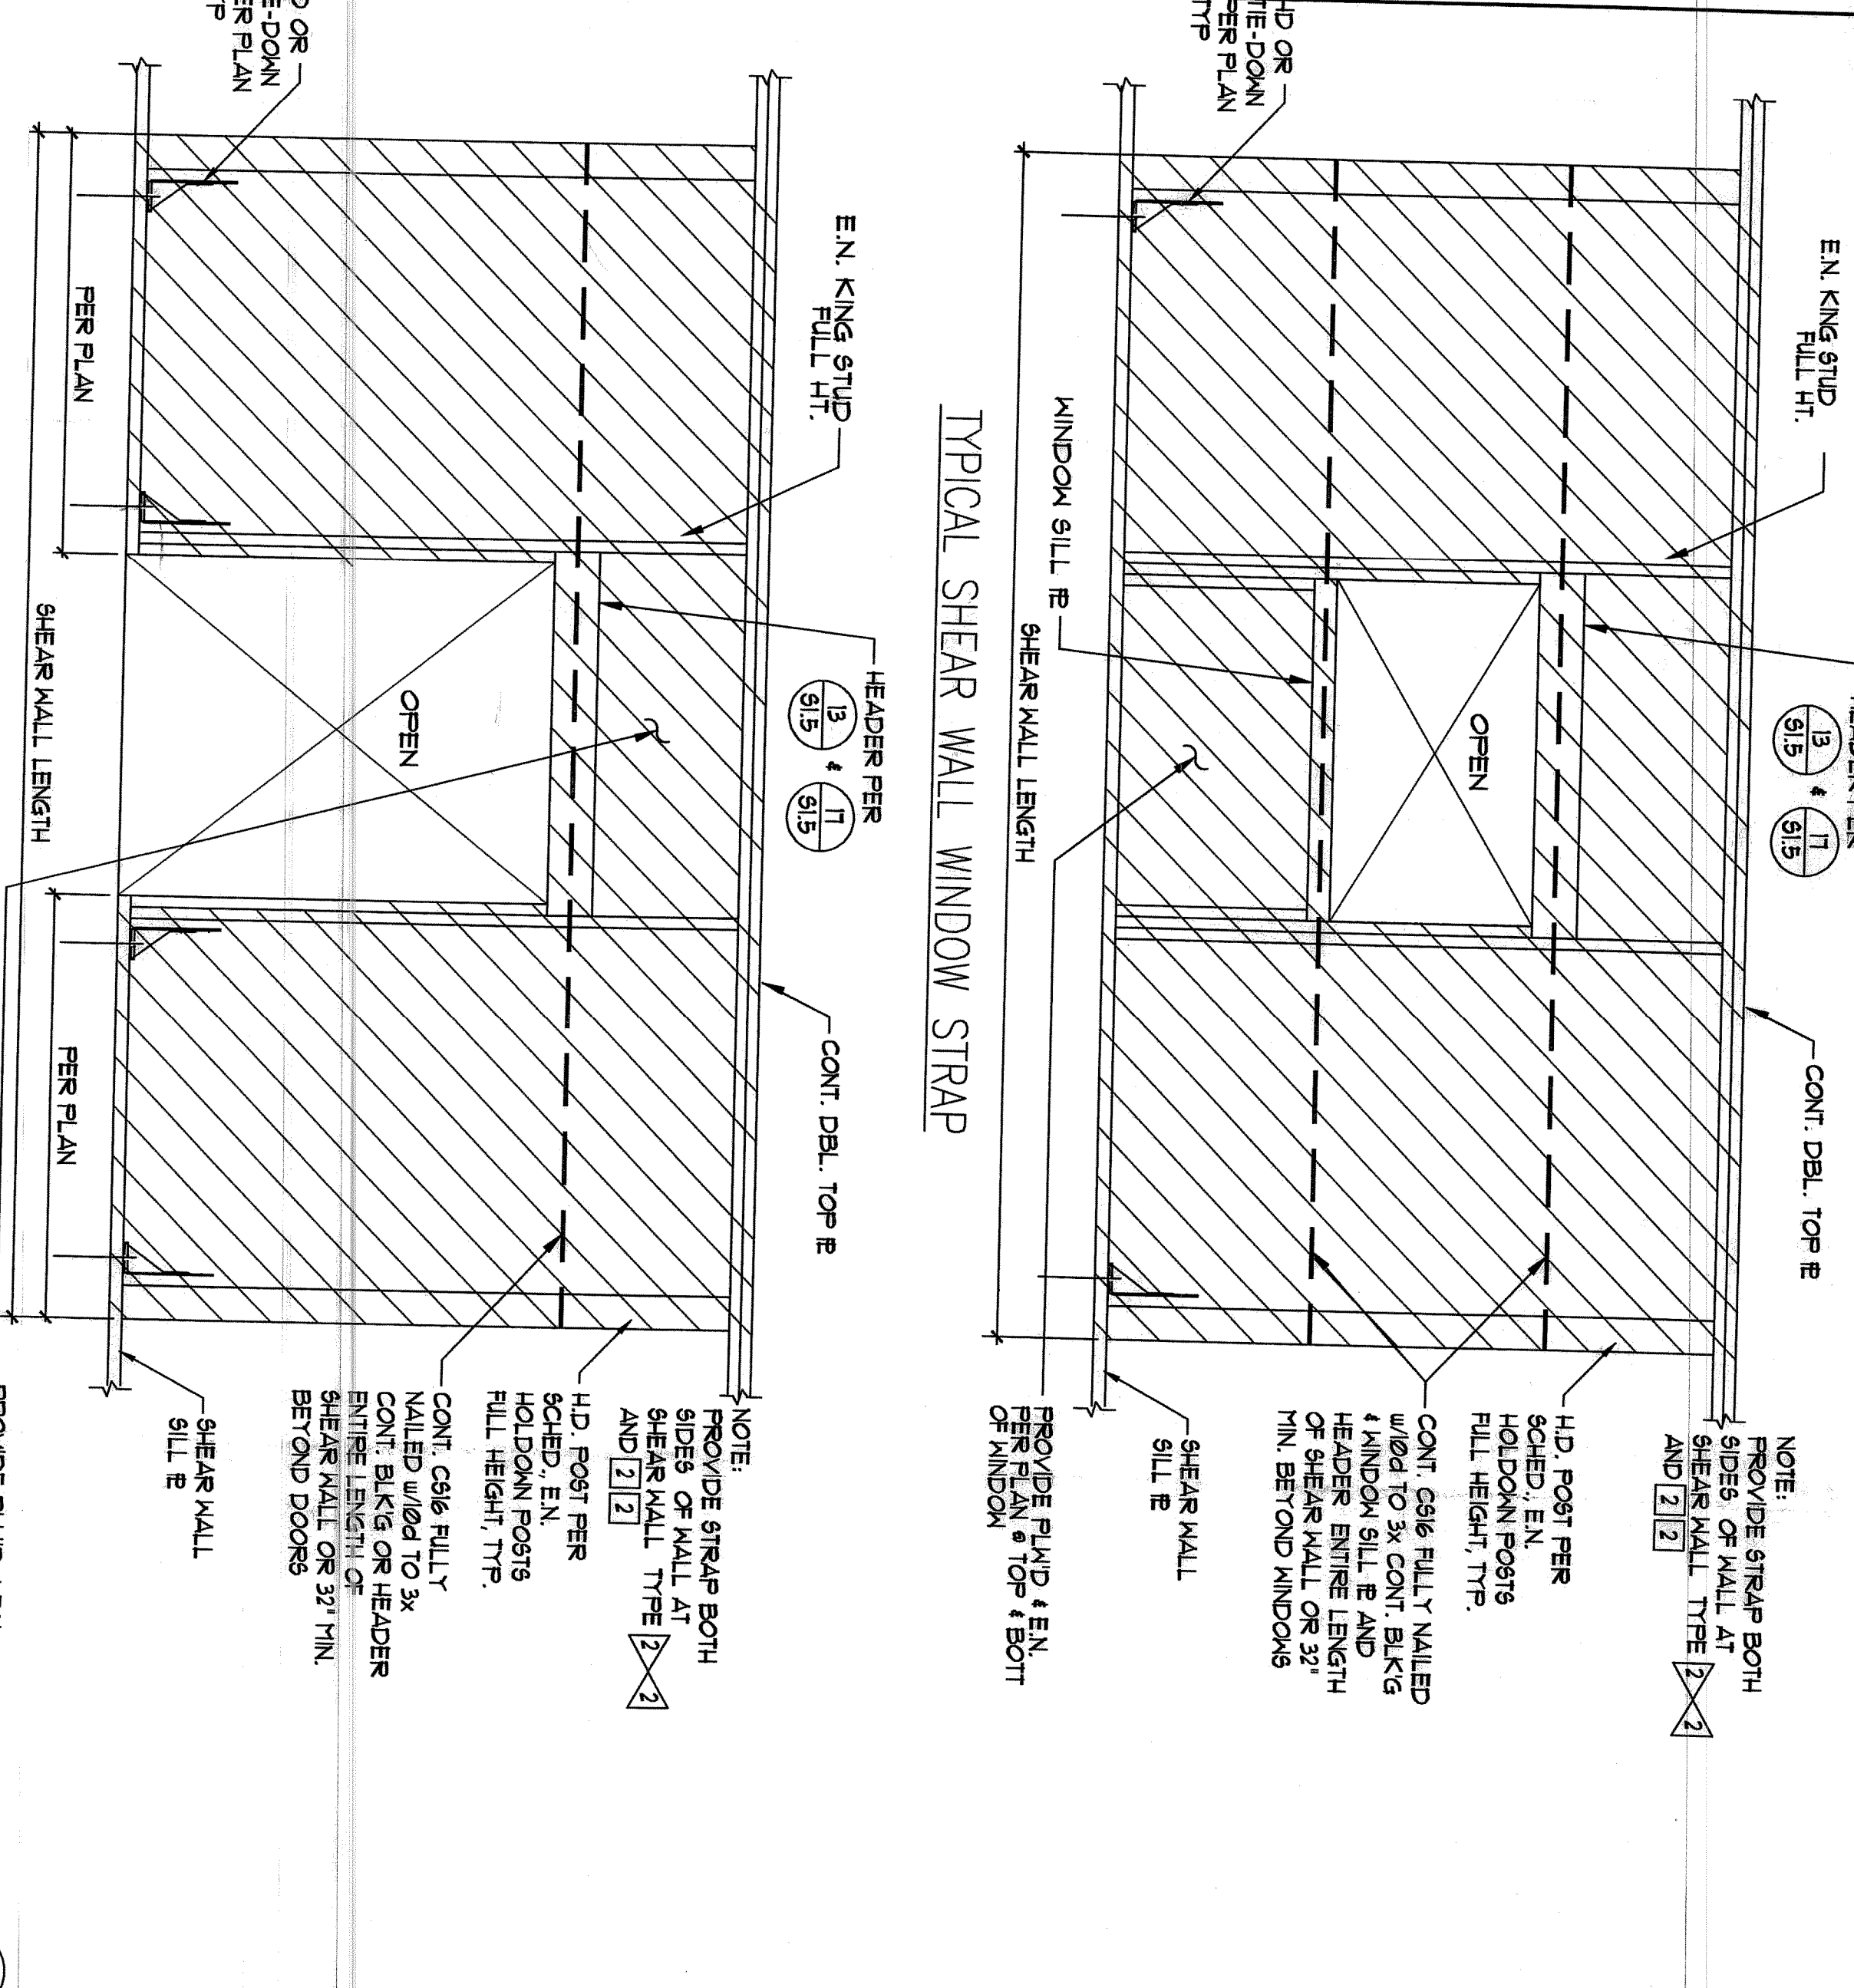 E.N. KING STUD
FULL HT.
13
S1.5
&
17
S1.5
CONT. DBL. TOP PL
NOTE:
PROVIDE STRAP BOTH
SIDES OF WALL AT
SHEAR WALL TYPE 2 2
AND 2 2
H.D. POST PER
SCHED., E.N.
HOLDOWN POSTS
FULL HEIGHT, TYP.
CONT. CS16 FULLY NAILED
w/10d TO 3x CONT. BLK'G
& WINDOW SILL PL AND
HEADER ENTIRE LENGTH
OF SHEAR WALL OR 32"
MIN. BEYOND WINDOWS
SHEAR WALL
SILL PL
PROVIDE PLWD & E.N.
PER PLAN @ TOP & BOTT
OF WINDOW
OPEN
HD OR
TIE-DOWN
PER PLAN
TYP
WINDOW SILL PL
SHEAR WALL LENGTH
TYPICAL SHEAR WALL WINDOW STRAP
E.N. KING STUD
FULL HT.
HEADER PER
13
S1.5
&
17
S1.5
CONT. DBL. TOP PL
NOTE:
PROVIDE STRAP BOTH
SIDES OF WALL AT
SHEAR WALL TYPE 2 2
AND 2 2
H.D. POST PER
SCHED., E.N.
HOLDOWN POSTS
FULL HEIGHT, TYP.
CONT. CS16 FULLY
NAILED w/10d TO 3x
CONT. BLK'G OR HEADER
ENTIRE LENGTH OF
SHEAR WALL OR 32" MIN.
BEYOND DOORS
SHEAR WALL
SILL PL
OPEN
OR
E-DOWN
ER PLAN
PER PLAN
PER PLAN
SHEAR WALL LENGTH